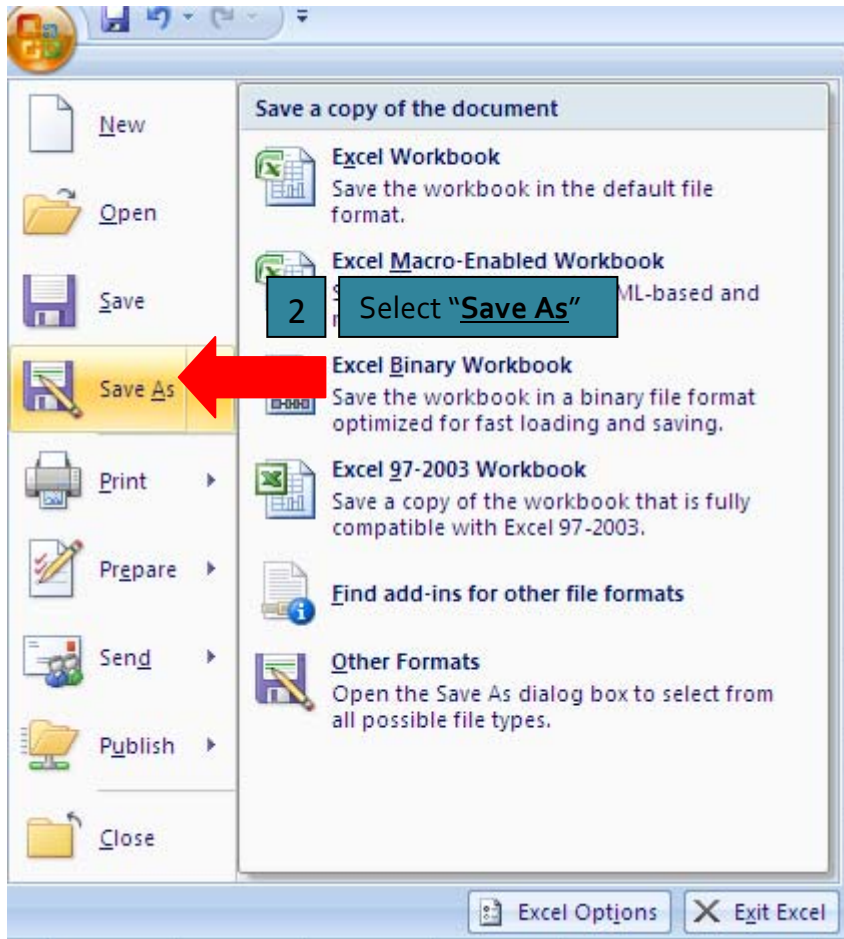 New
Open
Save
Save As
Print
Prepare
Send
Publish
Close
Save a copy of the document
Excel Workbook
Save the workbook in the default file
format.
Excel Macro-Enabled Workbook
ML-based and
2 Select “Save As”
Excel Binary Workbook
Save the workbook in a binary file format
optimized for fast loading and saving.
Excel 97-2003 Workbook
Save a copy of the workbook that is fully
compatible with Excel 97-2003.
Find add-ins for other file formats
Other Formats
Open the Save As dialog box to select from
all possible file types.
Excel Options
Exit Excel